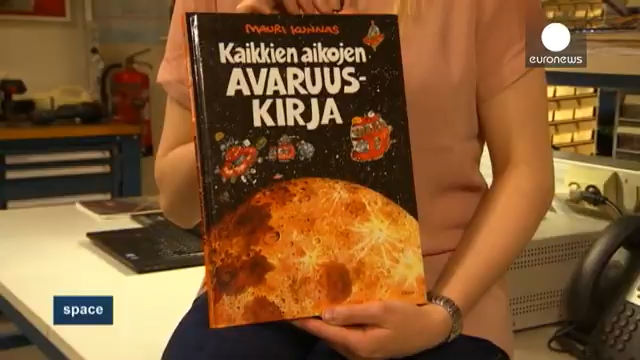 MAURI KUNNAS
Kaikkien aikojen
AVARUUS-
KIRJA
euronews
space